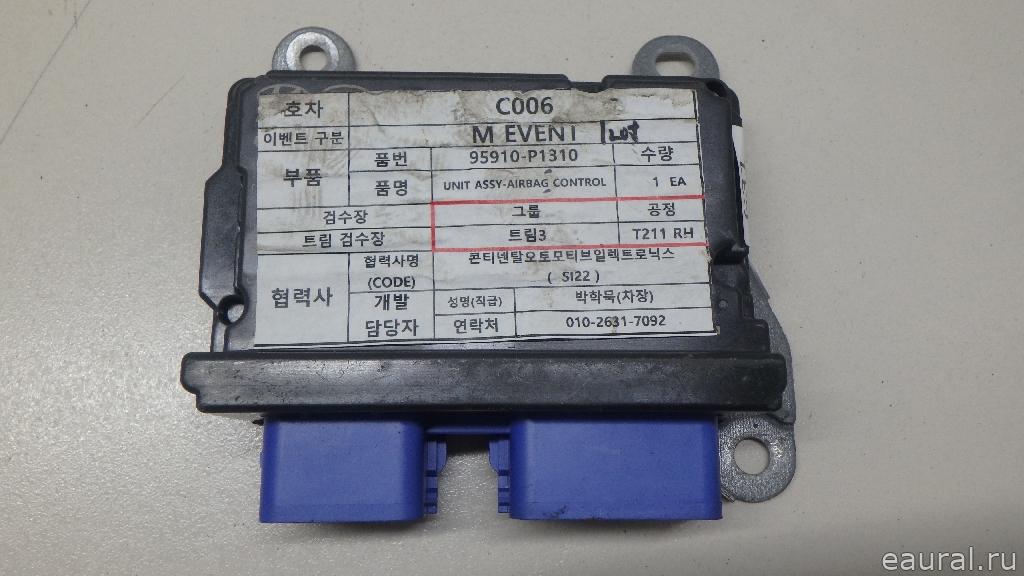 호차 C006
이벤트 구분 M EVENT 1lot
부품 품번 95910-P1310 수량
품명 UNIT ASSY-AIRBAG CONTROL 1 EA
검수장 그룹 공정
트림 검수장 트림3 T211 RH
협력사 협력사명 (CODE) 콘티넨탈오토모티브일렉트로닉스
( SI22 )
개발 담당자 성명(직급) 박학묵(차장)
연락처 010-2631-7092
eaural.ru